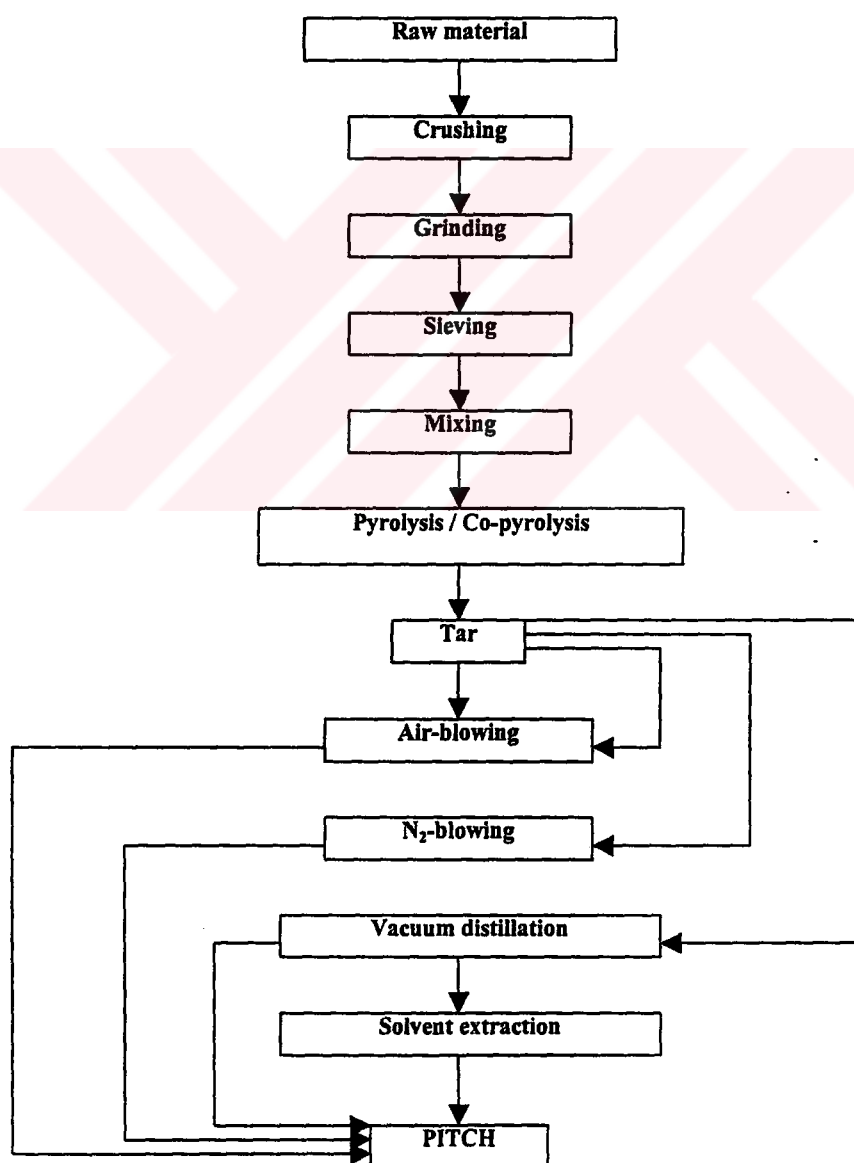 Raw material
Crushing
Grinding
Sieving
Mixing
Pyrolysis / Co-pyrolysis
Tar
Air-blowing
N₂-blowing
Vacuum distillation
Solvent extraction
PITCH